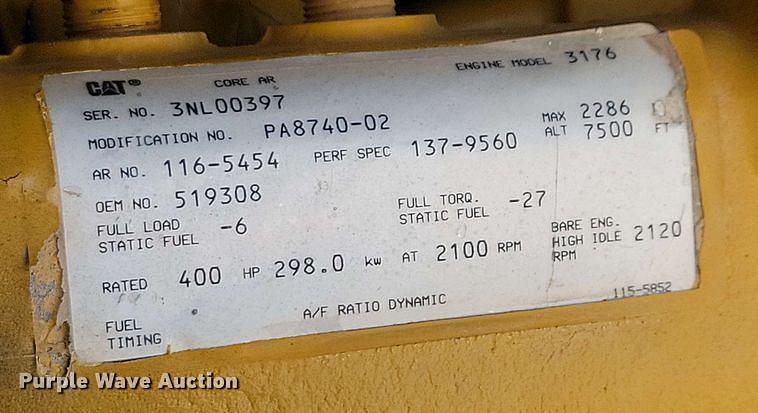 CAT® CORE AR ENGINE MODEL 3176
SER. NO. 3NL00397
MODIFICATION NO. PA8740-02 MAX 2286
AR NO. 116-5454 PERF SPEC 137-9560 ALT 7500 FT
OEM NO. 519308
FULL LOAD STATIC FUEL -6 FULL TORQ. STATIC FUEL -27 BARE ENG. HIGH IDLE RPM 2120
RATED 400 HP 298.0 kw AT 2100 RPM
FUEL TIMING A/F RATIO DYNAMIC 115-5852
Purple Wave Auction